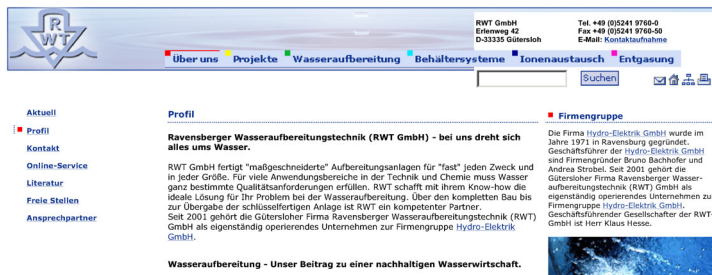 R
WT
RWT GmbH
Erlenweg 42
D-33335 Gütersloh
Tel. +49 (0)5241 9760-0
Fax +49 (0)5241 9760-50
E-Mail: Kontaktaufnahme
Über uns Projekte Wasseraufbereitung Behältersysteme Ionenaustausch Entgasung
Suchen
Aktuell
Profil
Kontakt
Online-Service
Literatur
Freie Stellen
Ansprechpartner
Profil
Ravensberger Wasseraufbereitungstechnik (RWT GmbH) - bei uns dreht sich
alles ums Wasser.
RWT GmbH fertigt "maßgeschneiderte" Aufbereitungsanlagen für "fast" jeden Zweck und
in jeder Größe. Für viele Anwendungsbereiche in der Technik und Chemie muss Wasser
ganz bestimmte Qualitätsanforderungen erfüllen. RWT schafft mit ihrem Know-how die
ideale Lösung für Ihr Problem bei der Wasseraufbereitung. Über den kompletten Bau bis
zur Übergabe der schlüsselfertigen Anlage ist RWT ein kompetenter Partner.
Seit 2001 gehört die Gütersloher Firma Ravensberger Wasseraufbereitungstechnik (RWT)
GmbH als eigenständig operierendes Unternehmen zur Firmengruppe Hydro-Elektrik
GmbH.
Wasseraufbereitung - Unser Beitrag zu einer nachhaltigen Wasserwirtschaft.
Firmengruppe
Die Firma Hydro-Elektrik GmbH wurde im
Jahre 1971 in Ravensburg gegründet.
Geschäftsführer der Hydro-Elektrik GmbH
sind Firmengründer Bruno Bachhofer und
Andrea Strobel. Seit 2001 gehört die
Gütersloher Firma Ravensberger Wasser-
aufbereitungstechnik (RWT) GmbH als
eigenständig operierendes Unternehmen zur
Firmengruppe Hydro-Elektrik GmbH.
Geschäftsführender Gesellschafter der RWT-
GmbH ist Herr Klaus Hesse.